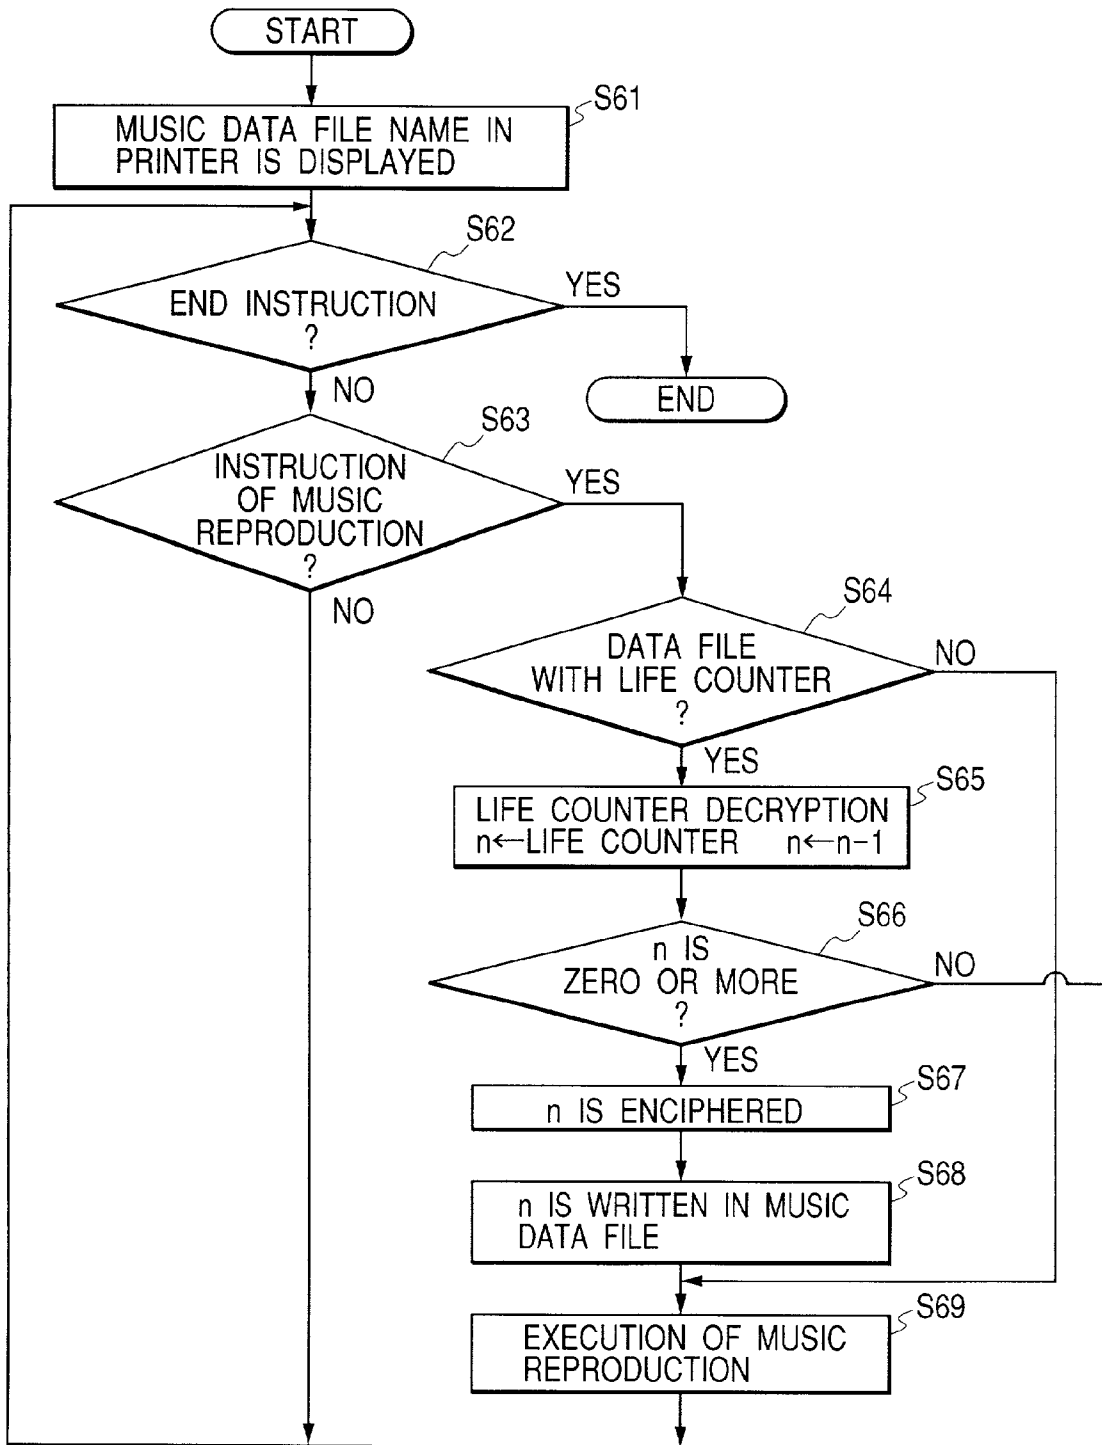 START
S61
MUSIC DATA FILE NAME IN
PRINTER IS DISPLAYED
S62
END INSTRUCTION
?
YES
END
NO
S63
INSTRUCTION
OF MUSIC
REPRODUCTION
?
YES
NO
S64
DATA FILE
WITH LIFE COUNTER
?
NO
YES
S65
LIFE COUNTER DECRYPTION
n←LIFE COUNTER n←n-1
S66
n IS
ZERO OR MORE
?
NO
YES
S67
n IS ENCIPHERED
S68
n IS WRITTEN IN MUSIC
DATA FILE
S69
EXECUTION OF MUSIC
REPRODUCTION